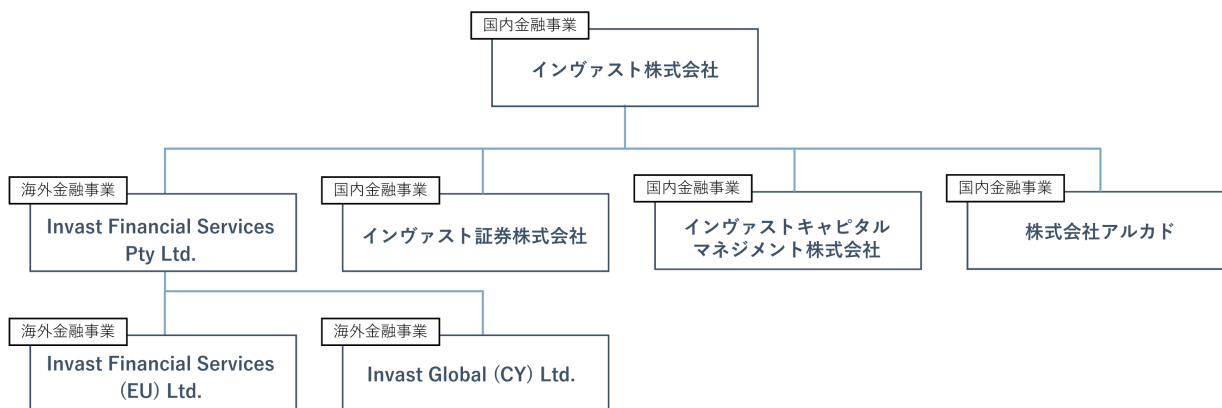 国内金融事業
インヴァスト株式会社
海外金融事業
Invast Financial Services
Pty Ltd.
国内金融事業
インヴァスト証券株式会社
国内金融事業
インヴァストキャピタル
マネジメント株式会社
国内金融事業
株式会社アルカド
海外金融事業
Invast Financial Services
(EU) Ltd.
海外金融事業
Invast Global (CY) Ltd.